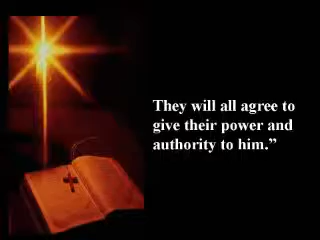 They will all agree to
give their power and
authority to him.”